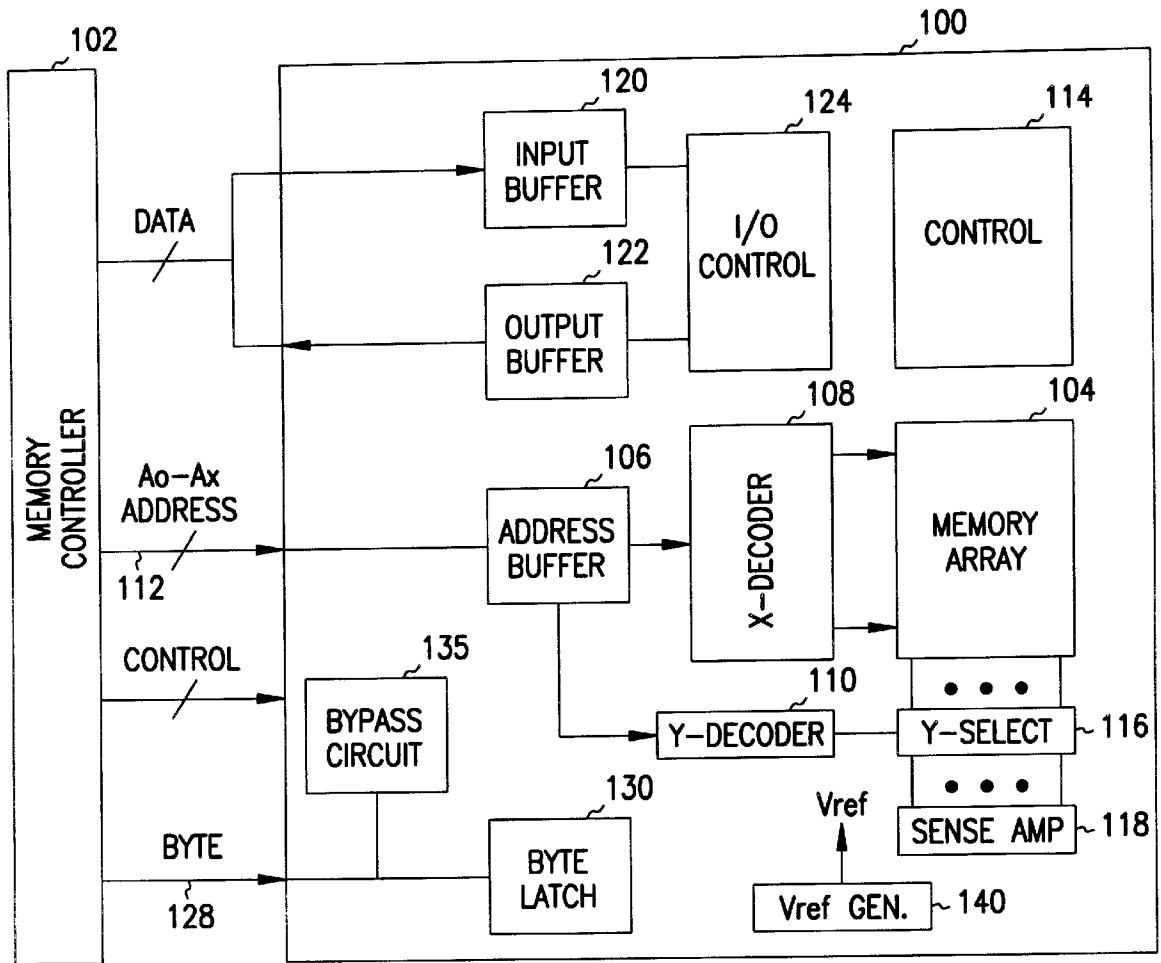 102
100
120
124
114
INPUT
BUFFER
I/O
CONTROL
CONTROL
DATA
122
OUTPUT
BUFFER
108
104
MEMORY
CONTROLLER
Ao-Ax
ADDRESS
112
106
ADDRESS
BUFFER
X-DECODER
MEMORY
ARRAY
CONTROL
135
BYPASS
CIRCUIT
110
Y-DECODER
Y-SELECT
116
Vref
SENSE AMP
118
BYTE
128
130
BYTE
LATCH
Vref GEN.
140